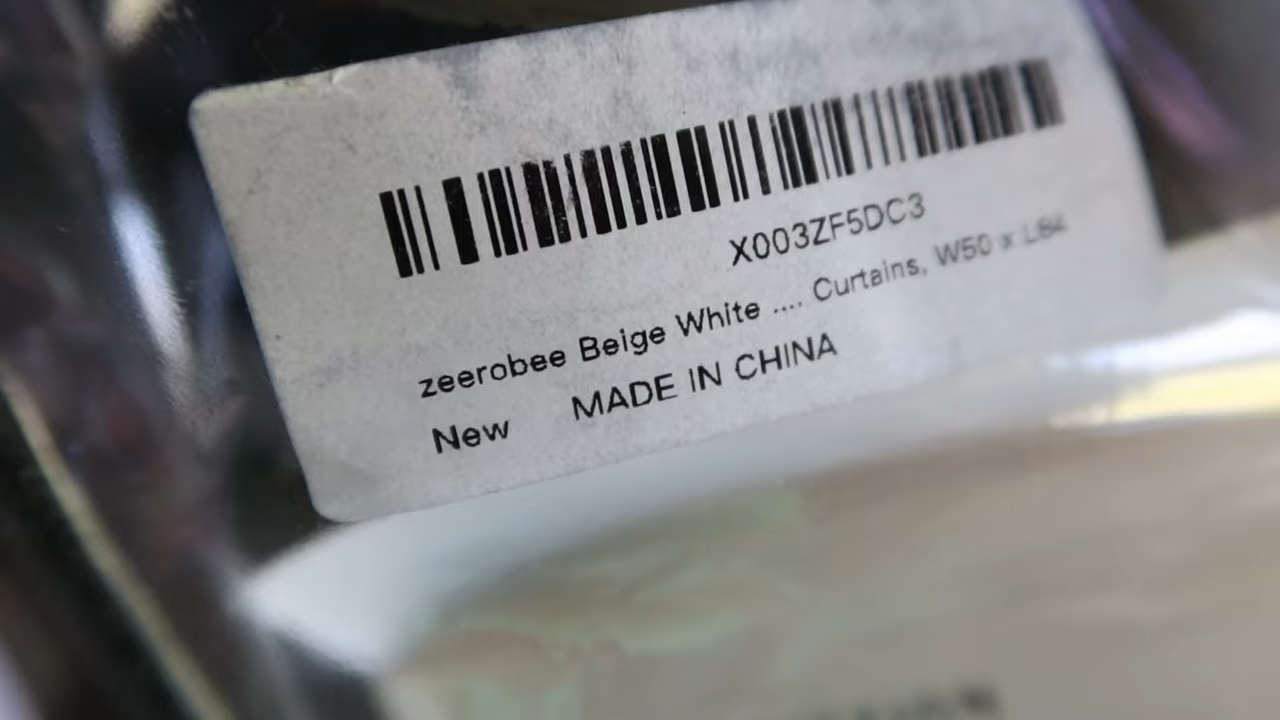 X003ZF5DC3
zeerobee Beige White .... Curtains, W50 x L84
New MADE IN CHINA